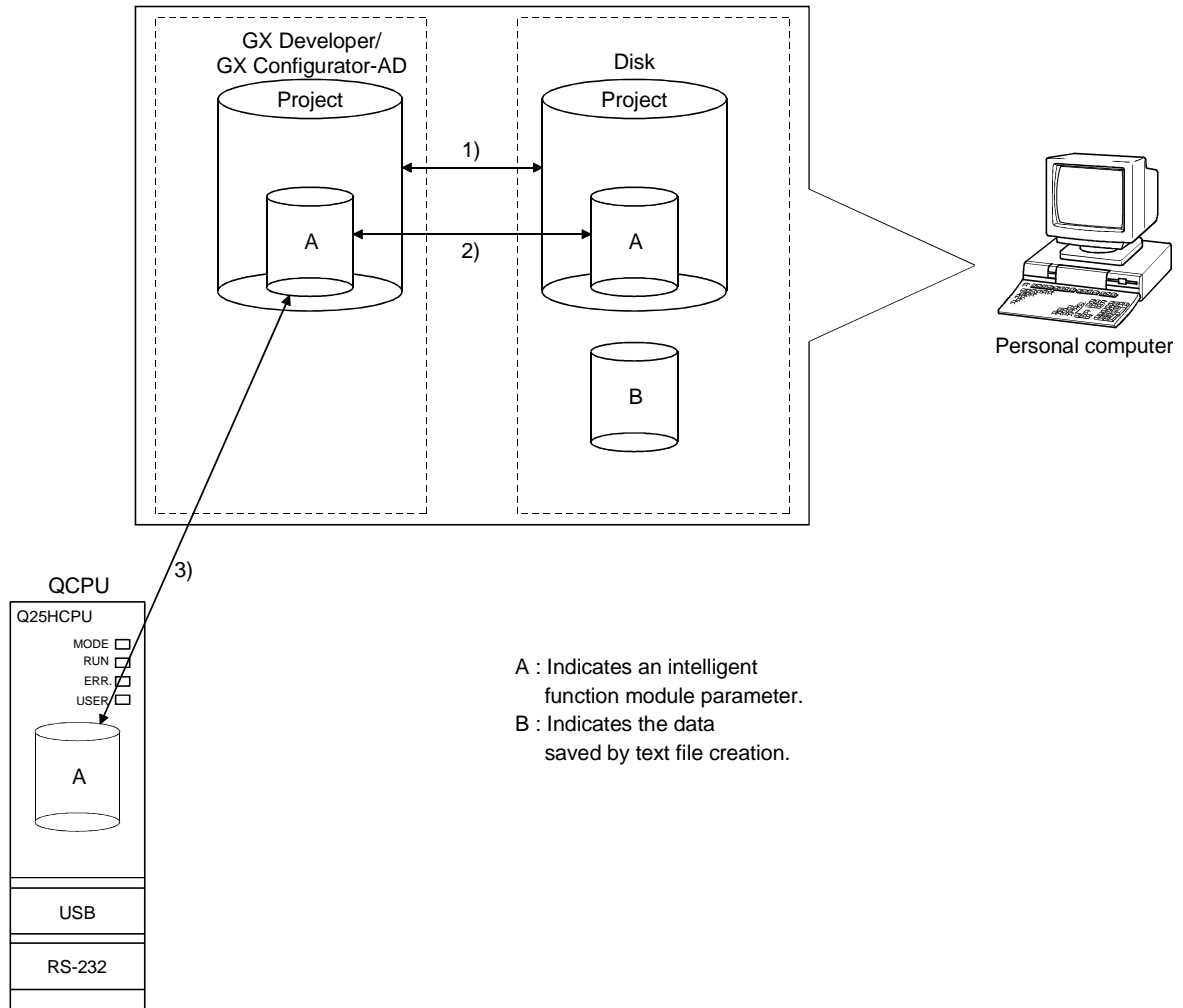 GX Developer/
GX Configurator-AD
Project
Disk
Project
1)
A
2)
A
B
Personal computer
3)
QCPU
Q25HCPU
MODE
RUN
ERR.
USER
A
USB
RS-232
A : Indicates an intelligent
function module parameter.
B : Indicates the data
saved by text file creation.